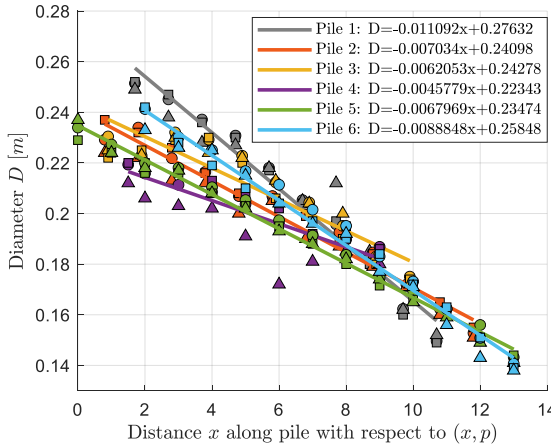 0.28
0.26
0.24
0.22
0.2
0.18
0.16
0.14
Diameter D [m]
Pile 1: D=-0.011092x+0.27632
Pile 2: D=-0.007034x+0.24098
Pile 3: D=-0.0062053x+0.24278
Pile 4: D=-0.0045779x+0.22343
Pile 5: D=-0.0067969x+0.23474
Pile 6: D=-0.0088848x+0.25848
0 2 4 6 8 10 12 14
Distance x along pile with respect to (x, p)